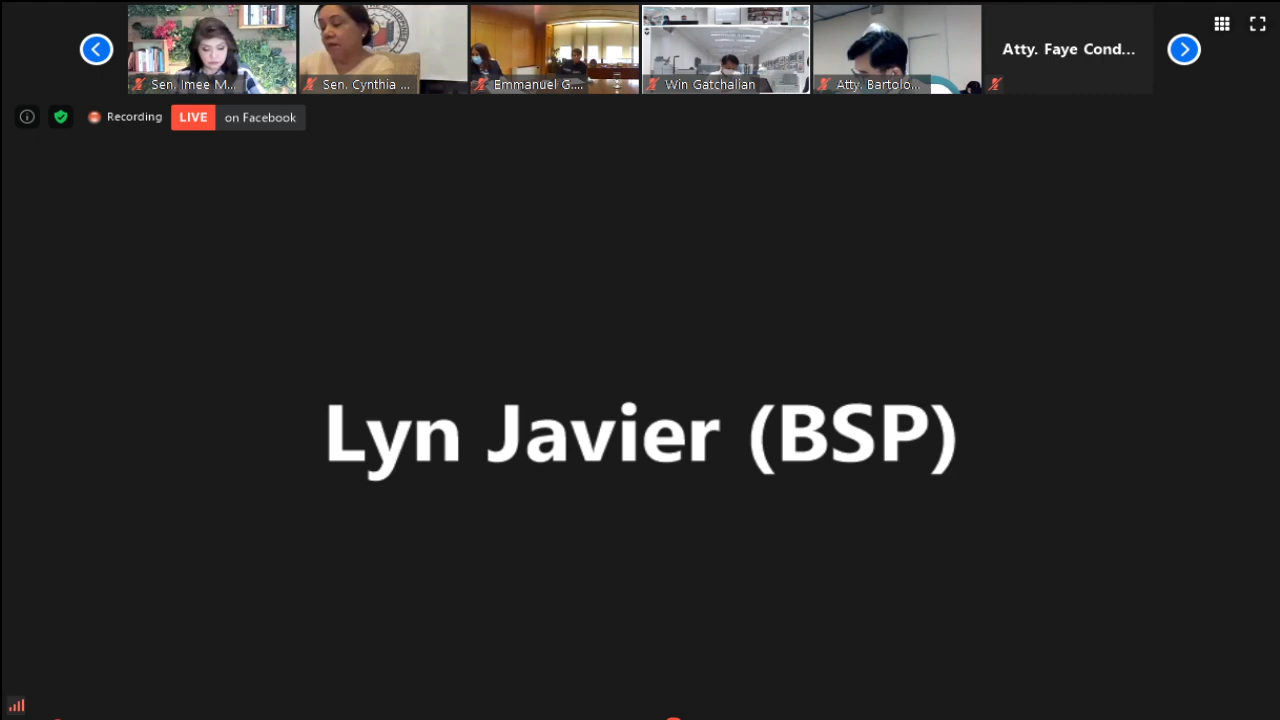 Sen. Imee M...
Sen. Cynthia ...
Emmanuel G....
Win Gatchalian
Atty. Bartolo...
Atty. Faye Cond...
Recording
LIVE
on Facebook
Lyn Javier (BSP)